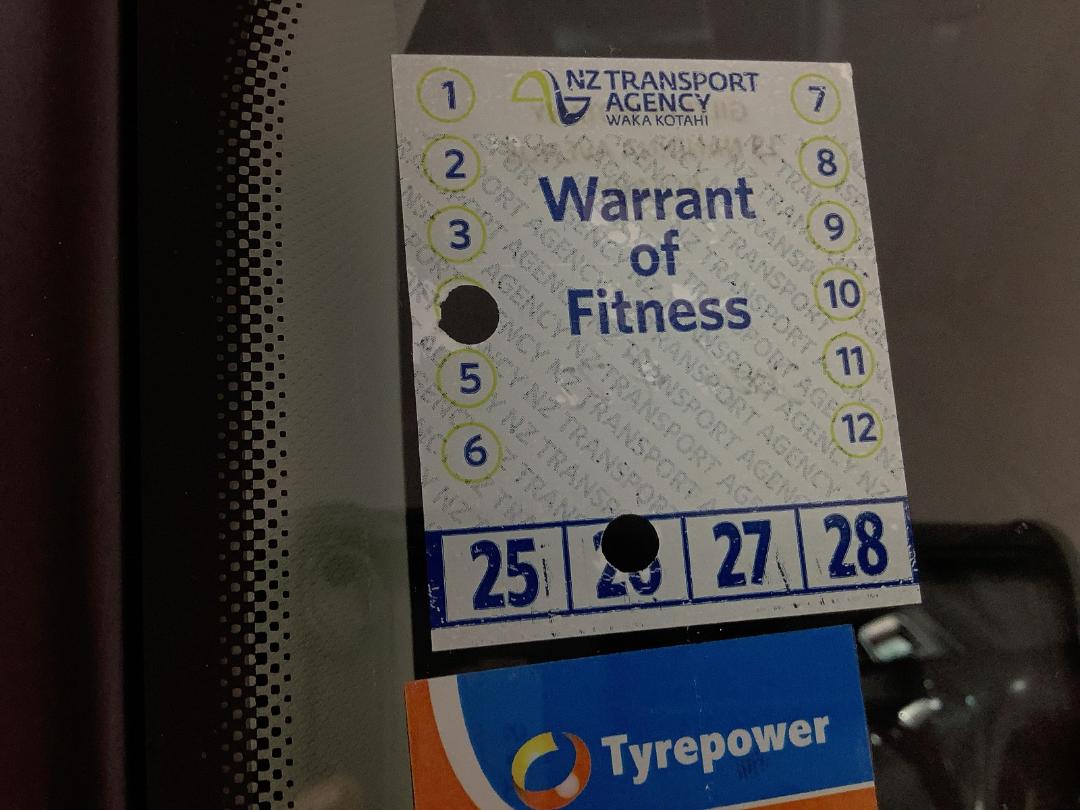 NZ TRANSPORT
AGENCY
WAKA KOTAHI
Warrant
of
Fitness
1
2
3
5
6
7
8
9
10
11
12
25
27
28
Tyrepower